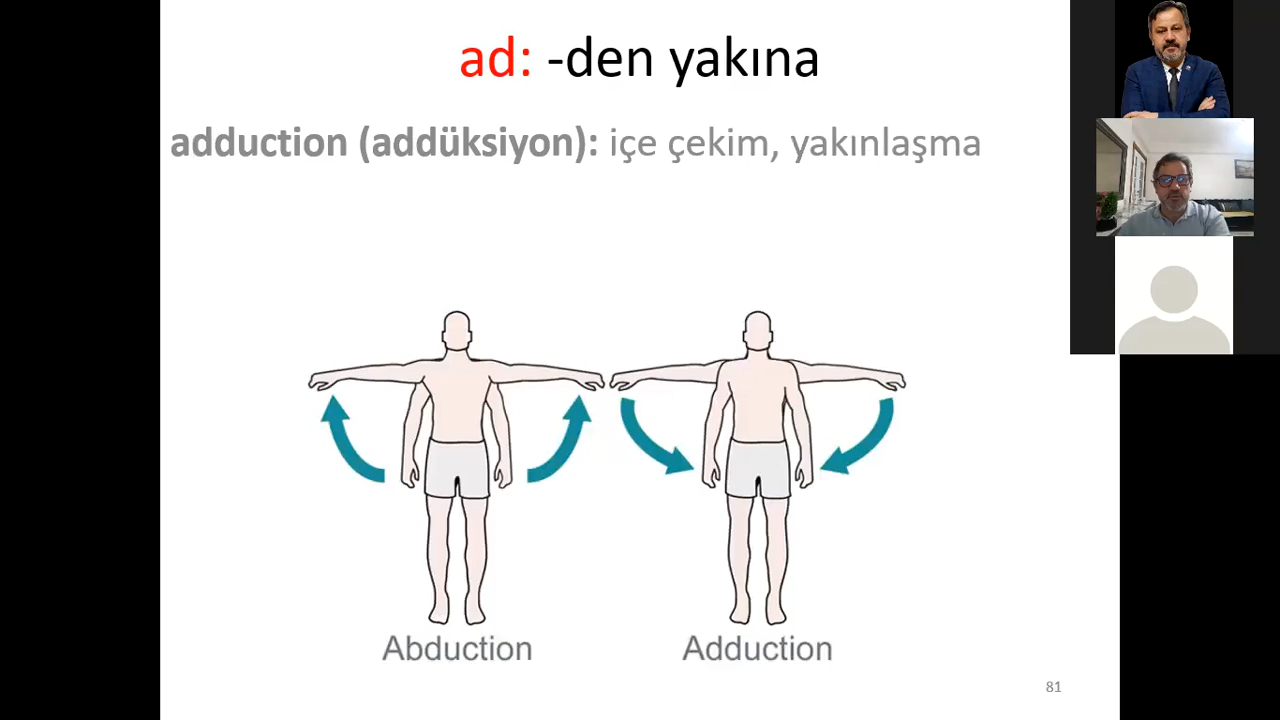 ad: -den yakına
adduction (addüksiyon): içe çekim, yakınlaşma
Abduction
Adduction
81